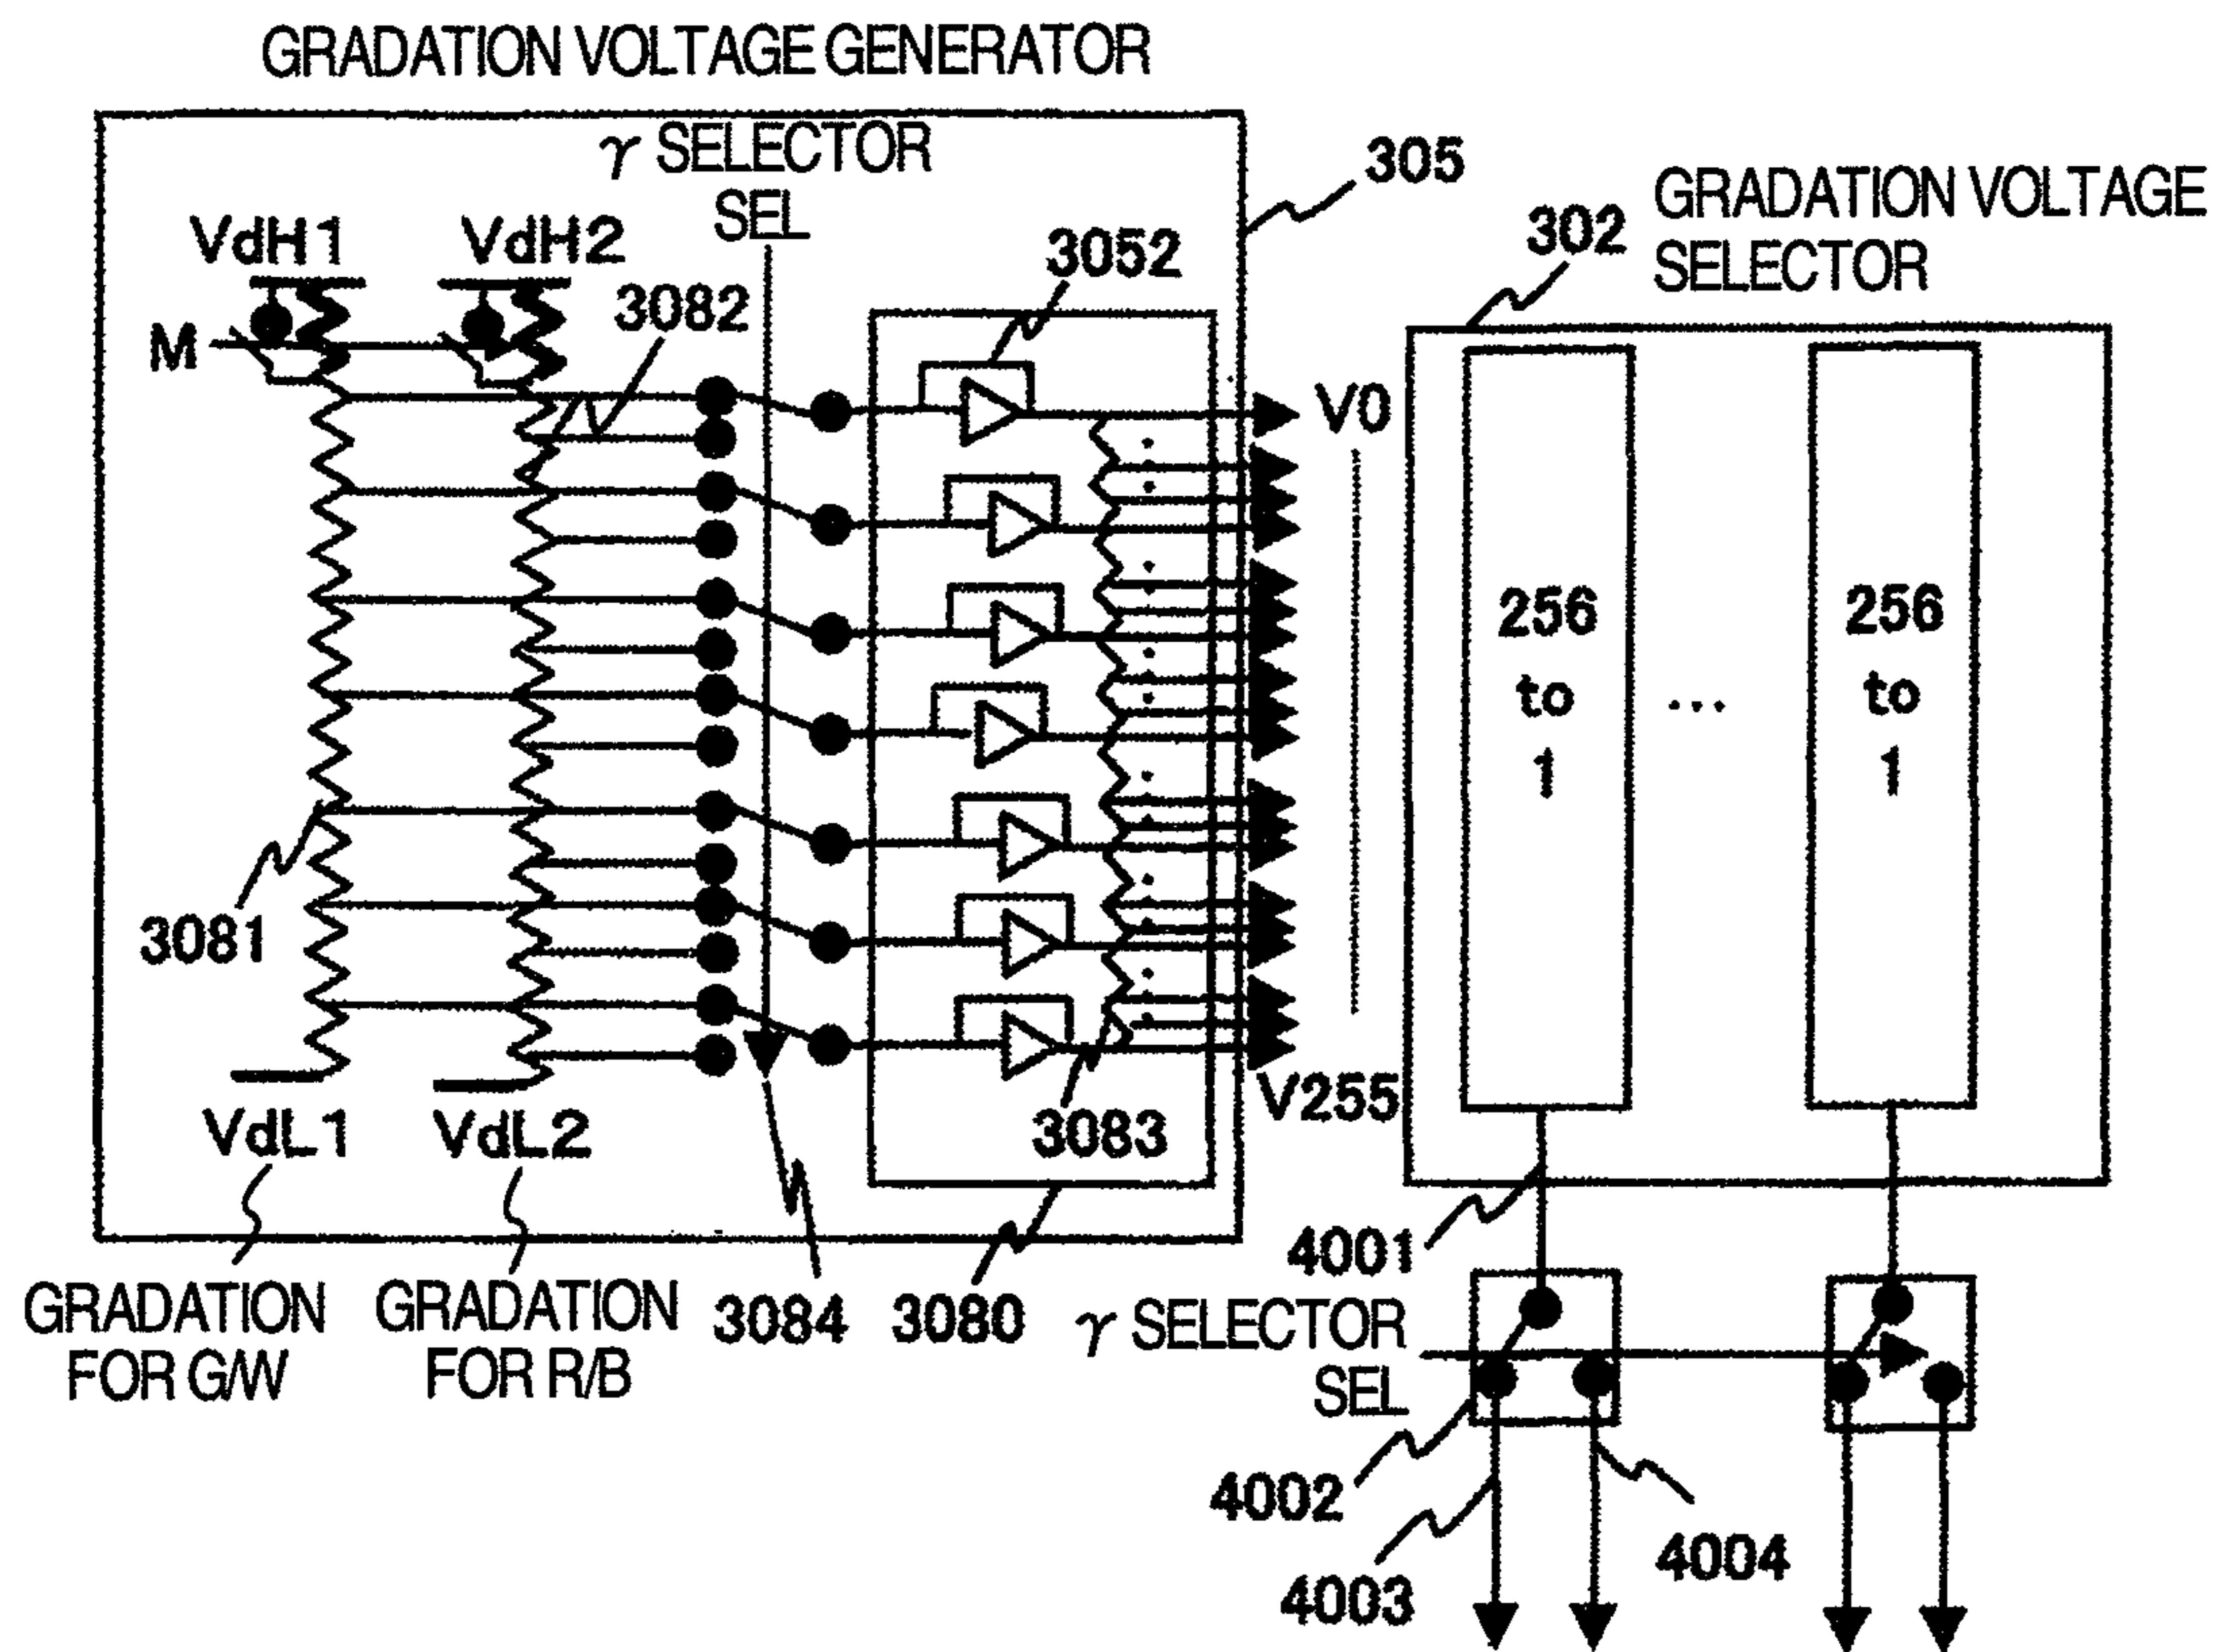 GRADATION VOLTAGE GENERATOR
γ SELECTOR
SEL
305
GRADATION VOLTAGE
SELECTOR
302
VdH1
VdH2
3082
3052
M
V0
256
to
1
...
256
to
1
3081
VdL1
VdL2
3083
V255
4001
GRADATION
FOR G/W
GRADATION
FOR R/B
3084
3080
γ SELECTOR
SEL
4002
4003
4004